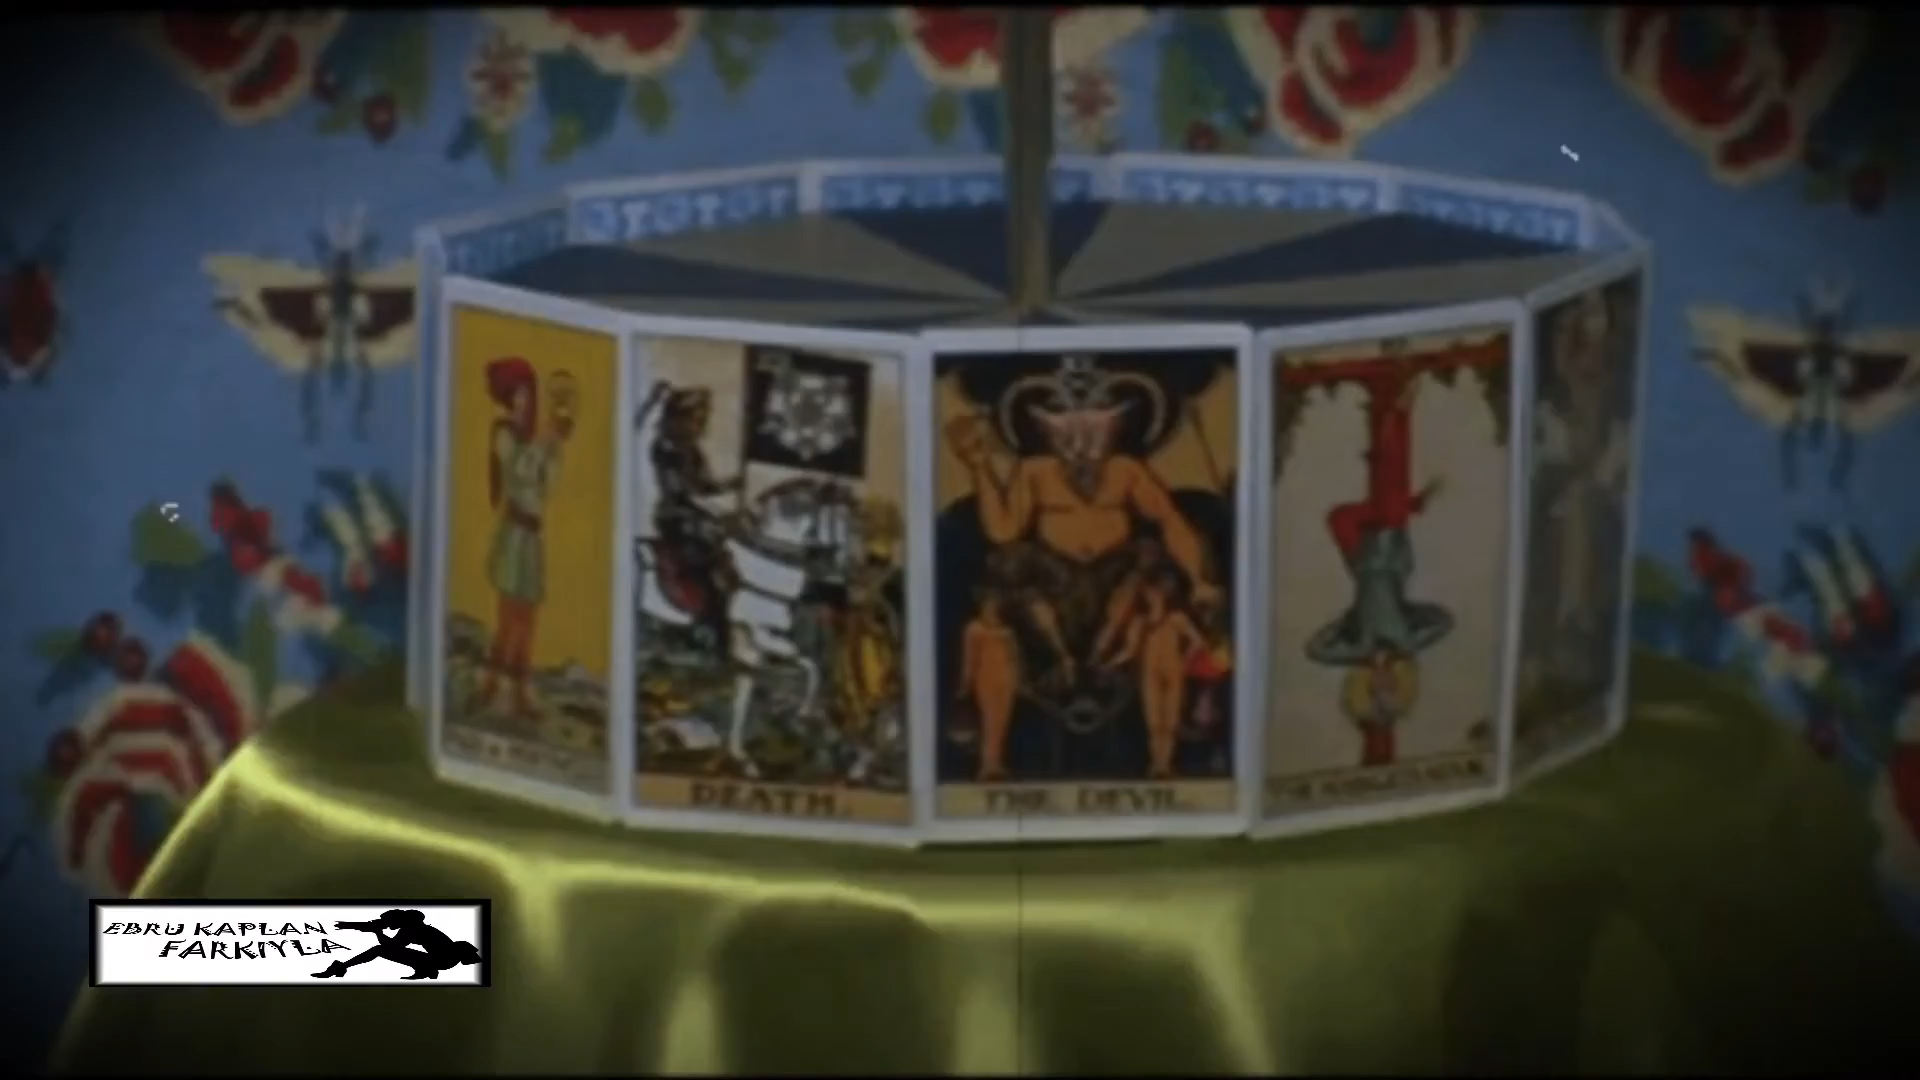 DEATH.
THE DEVIL.
EBRU KAPLAN
FARKIYLA